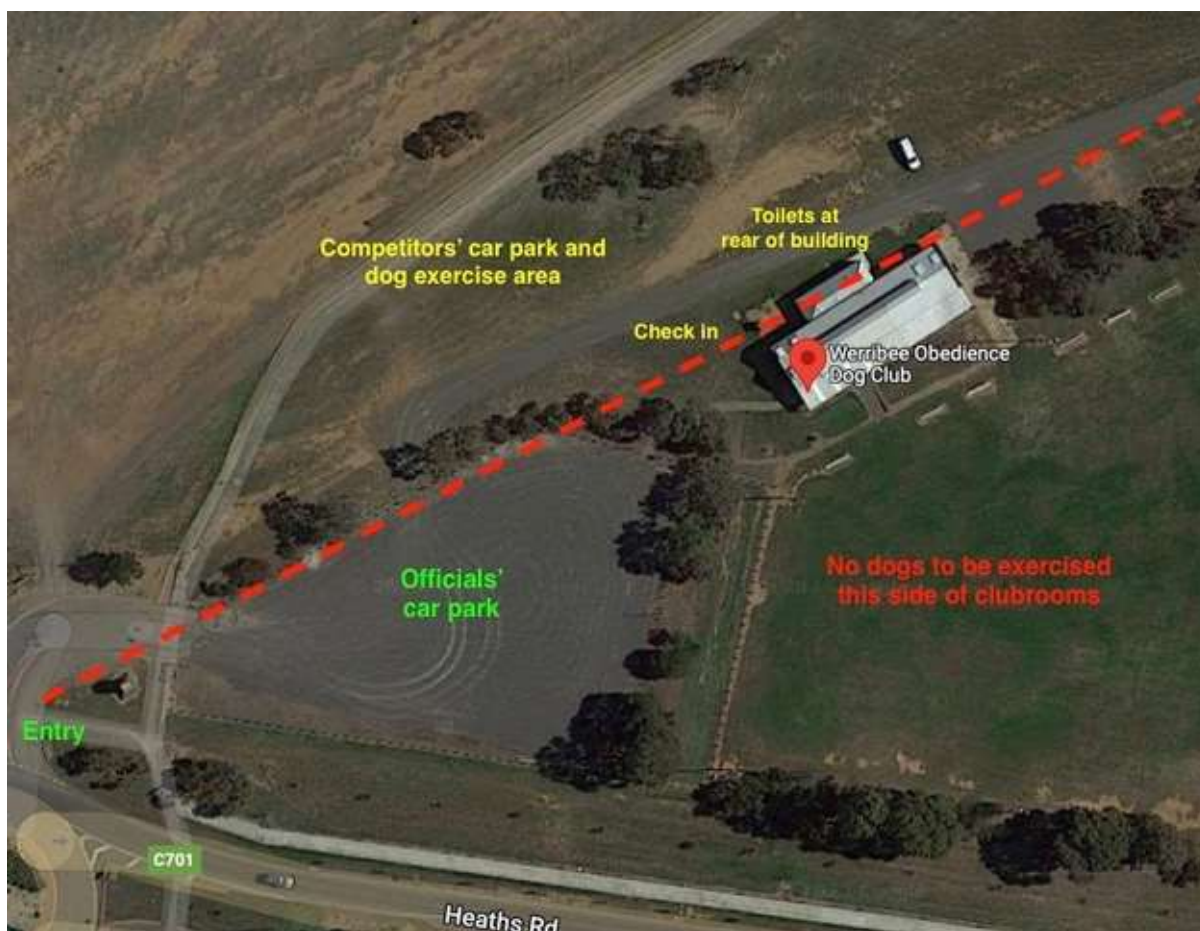 Toilets at
rear of building
Competitors' car park and
dog exercise area
Check in
Werribee Obedience
Dog Club
No dogs to be exercised
this side of clubrooms
Officials'
car park
Entry
C701
Heaths Rd